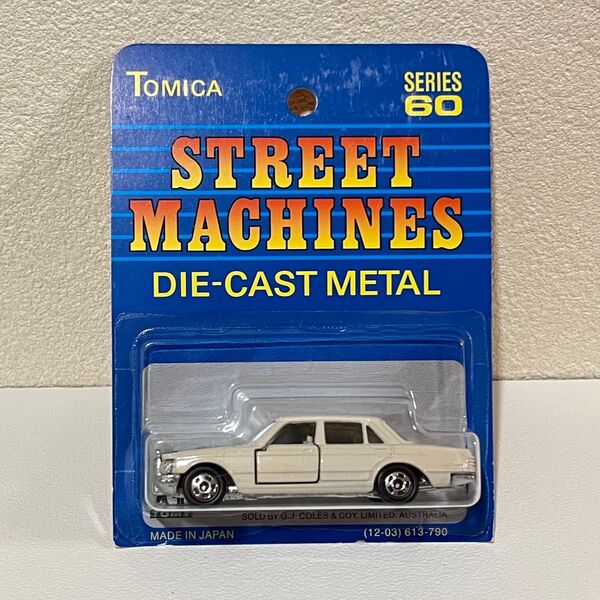 TOMICA
SERIES
60
STREET
MACHINES
DIE-CAST METAL
TOMY
SOLD BY G.J. COLES & COY. LIMITED. AUSTRALIA
MADE IN JAPAN
(12-03) 613-790